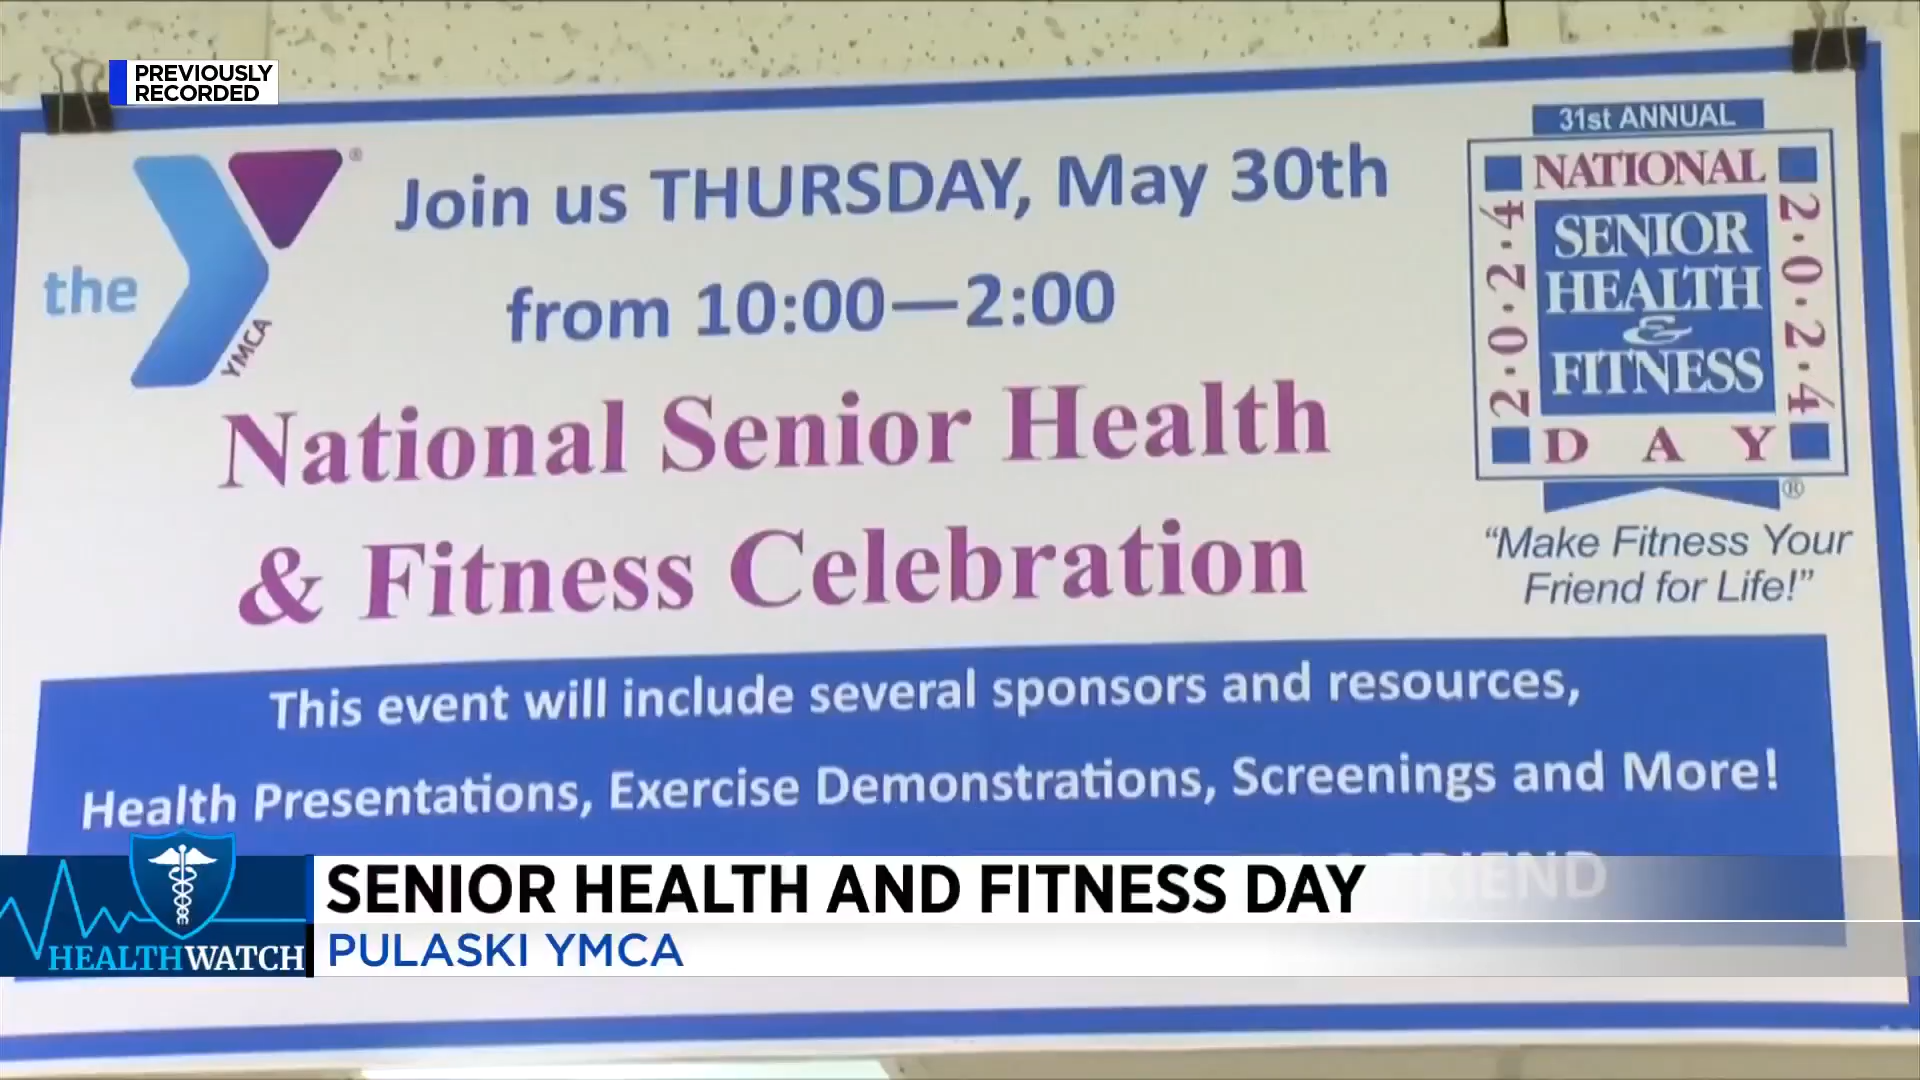 PREVIOUSLY
RECORDED
the
YMCA
®
Join us THURSDAY, May 30th
from 10:00—2:00
National Senior Health
& Fitness Celebration
31st ANNUAL
NATIONAL
2·0·2·4
SENIOR
HEALTH
&
FITNESS
2·0·2·4
DAY
®
“Make Fitness Your
Friend for Life!”
This event will include several sponsors and resources,
Health Presentations, Exercise Demonstrations, Screenings and More!
FRIEND
SENIOR HEALTH AND FITNESS DAY
HEALTHWATCH
PULASKI YMCA